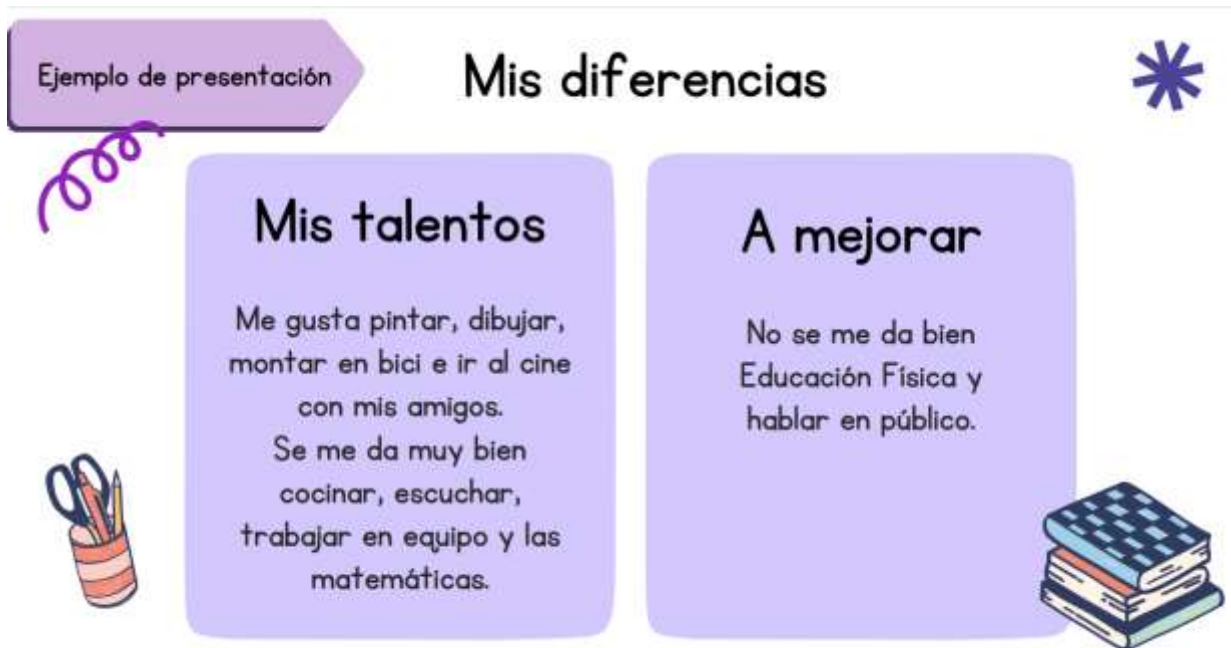 Ejemplo de presentación
Mis diferencias
Mis talentos
Me gusta pintar, dibujar,
montar en bici e ir al cine
con mis amigos.
Se me da muy bien
cocinar, escuchar,
trabajar en equipo y las
matemáticas.
A mejorar
No se me da bien
Educación Física y
hablar en público.